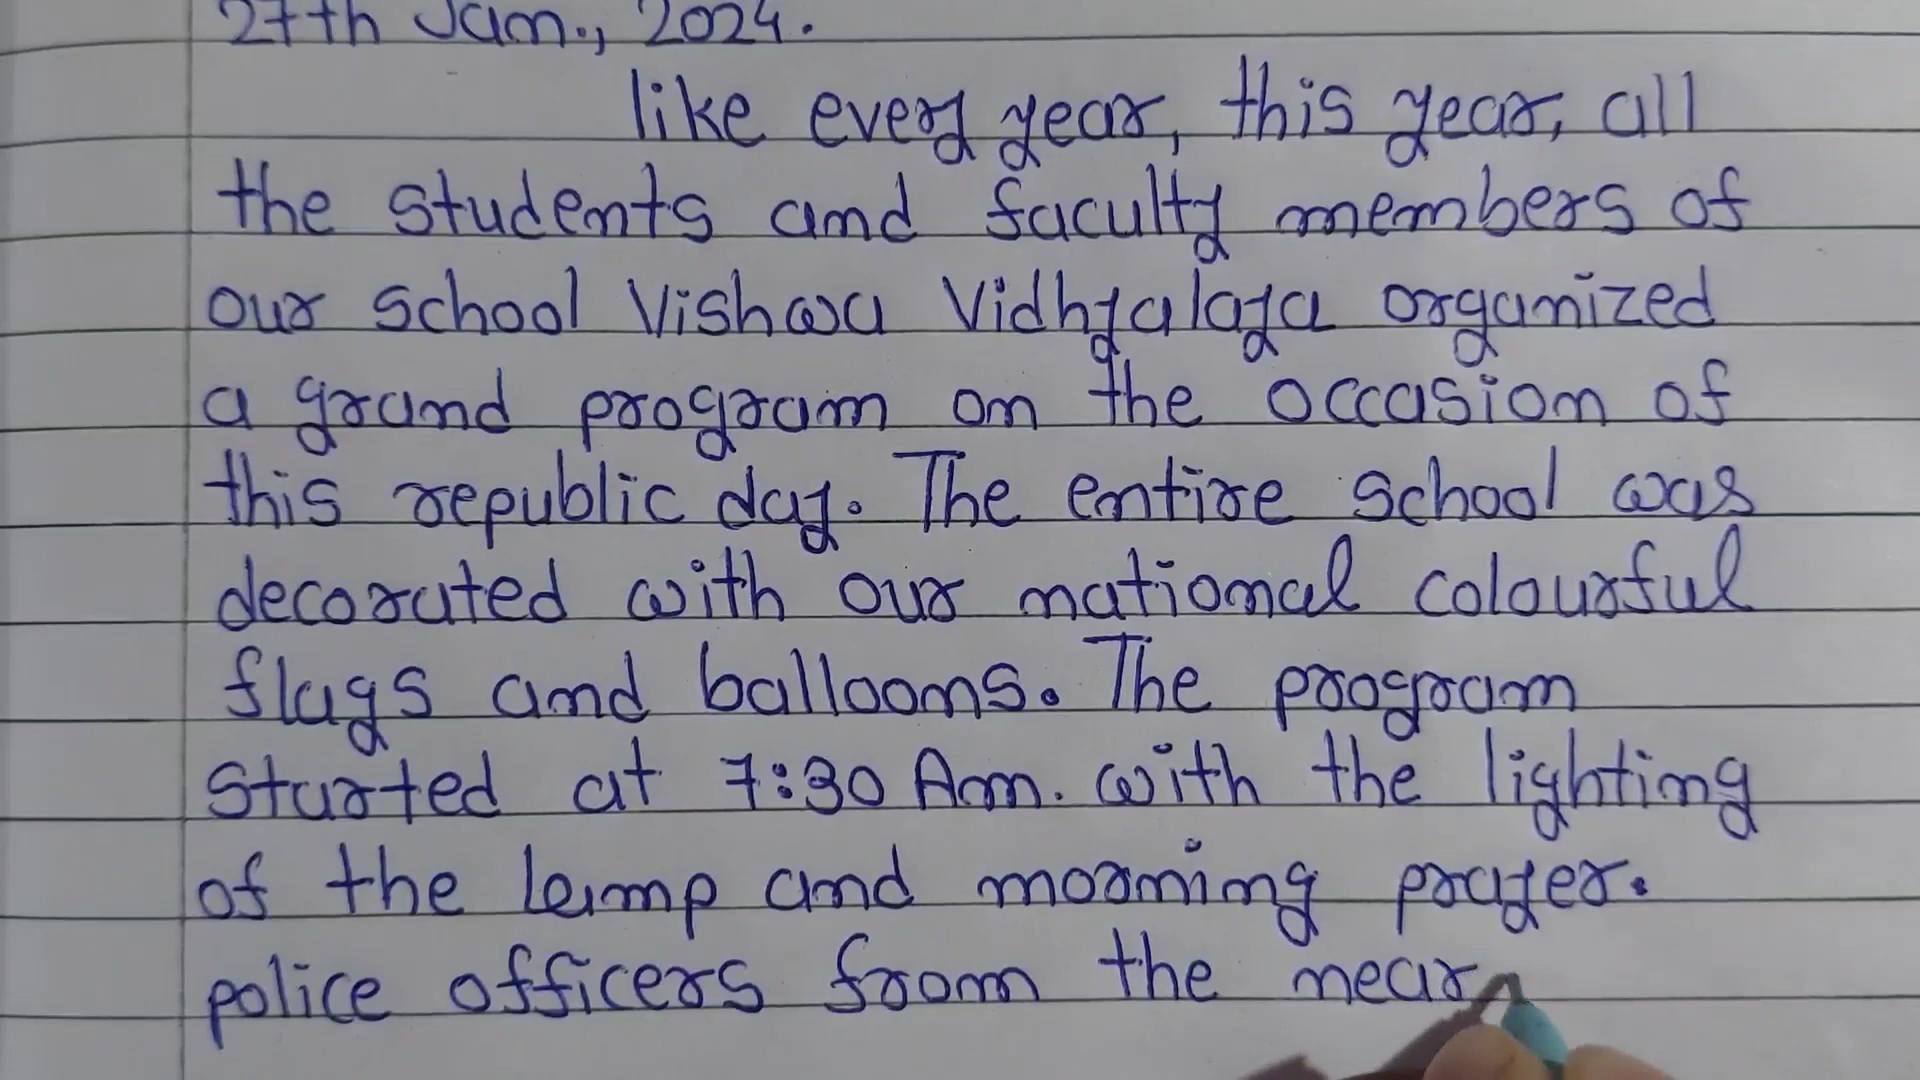 27th Jan., 2024.
like every year, this year, all
the students and faculty members of
our school Vishwa Vidhyalaya organized
a grand program on the occasion of
this republic day. The entire school was
decorated with our national colourful
flags and balloons. The program
started at 7:30 Am. with the lighting
of the lamp and morning prayer.
police officers from the near